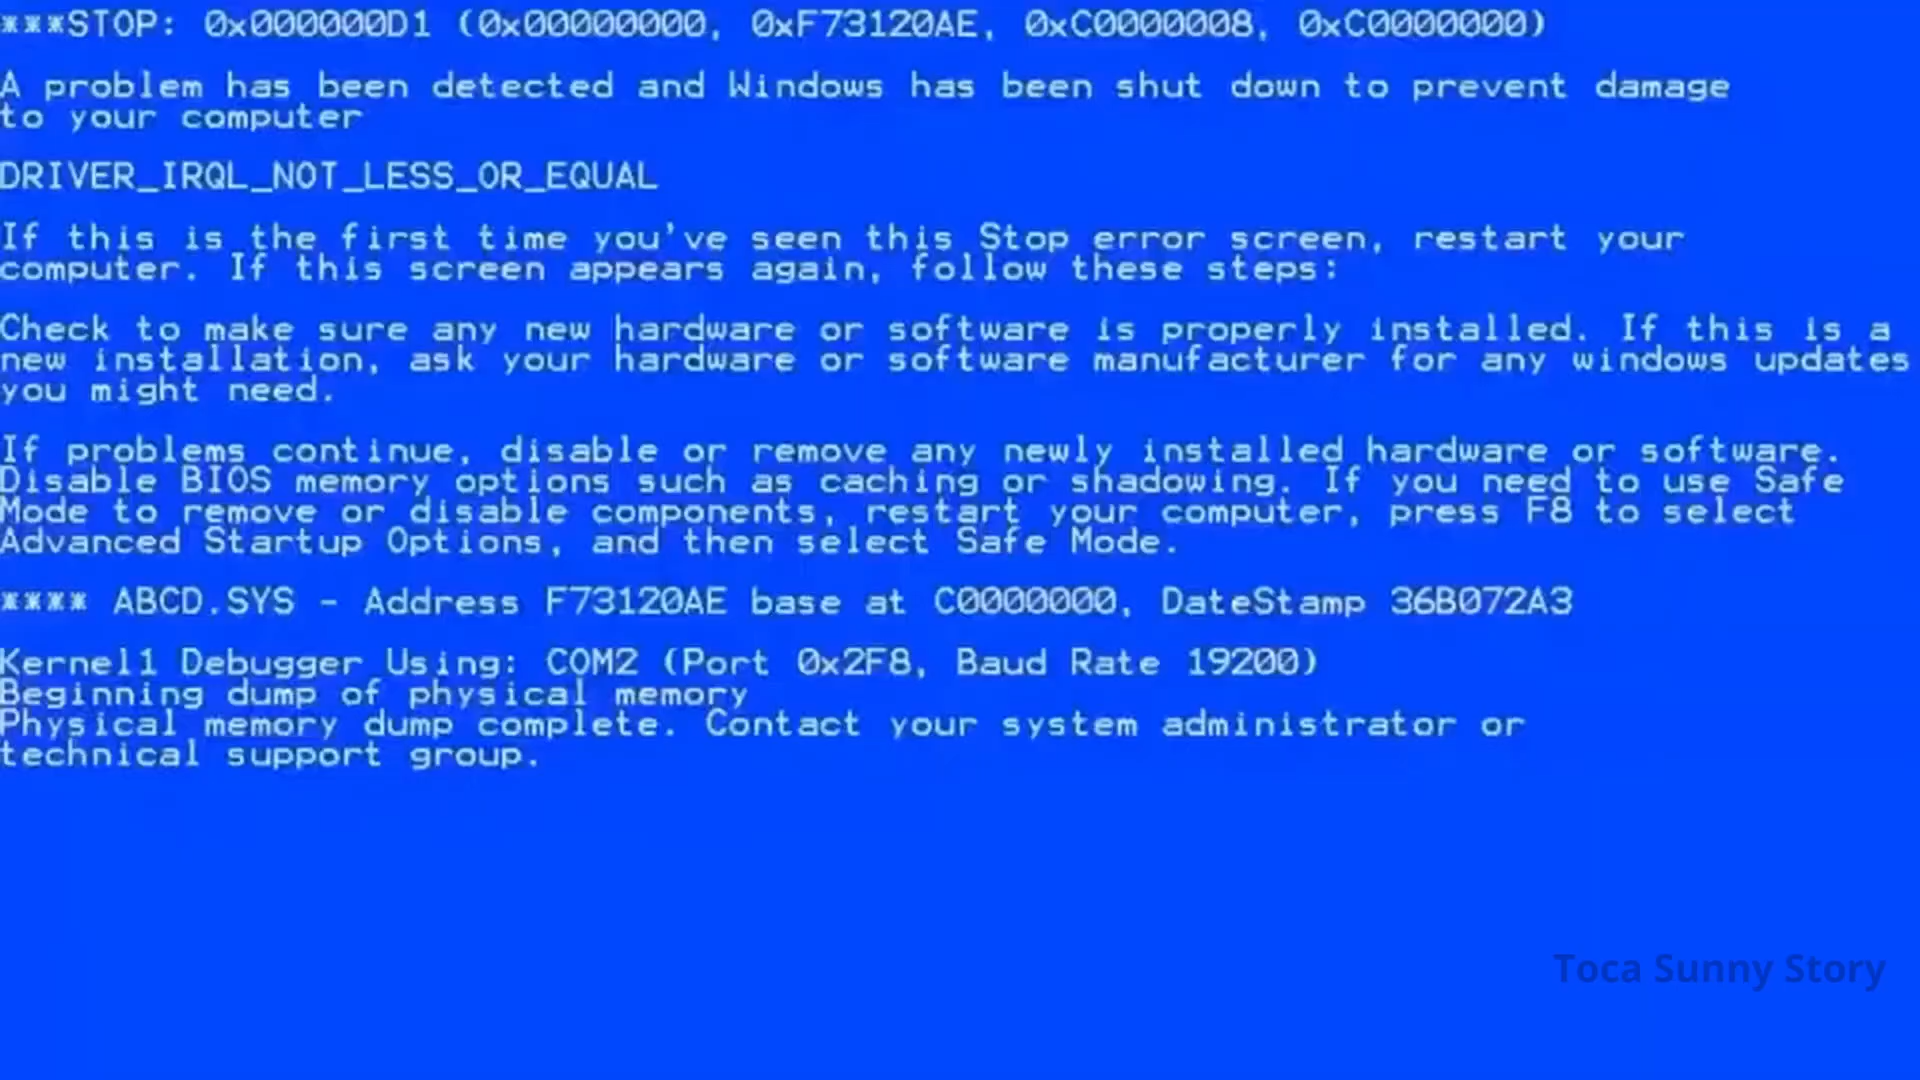 ***STOP: 0x000000D1 (0x00000000, 0xF73120AE, 0xC0000008, 0xC0000000)
A problem has been detected and Windows has been shut down to prevent damage
to your computer
DRIVER_IRQL_NOT_LESS_OR_EQUAL
If this is the first time you've seen this Stop error screen, restart your
computer. If this screen appears again, follow these steps:
Check to make sure any new hardware or software is properly installed. If this is a
new installation, ask your hardware or software manufacturer for any windows updates
you might need.
If problems continue, disable or remove any newly installed hardware or software.
Disable BIOS memory options such as caching or shadowing. If you need to use Safe
Mode to remove or disable components, restart your computer, press F8 to select
Advanced Startup Options, and then select Safe Mode.
**** ABCD.SYS - Address F73120AE base at C0000000, DateStamp 36B072A3
Kernel1 Debugger Using: COM2 (Port 0x2F8, Baud Rate 19200)
Beginning dump of physical memory
Physical memory dump complete. Contact your system administrator or
technical support group.
Toca Sunny Story